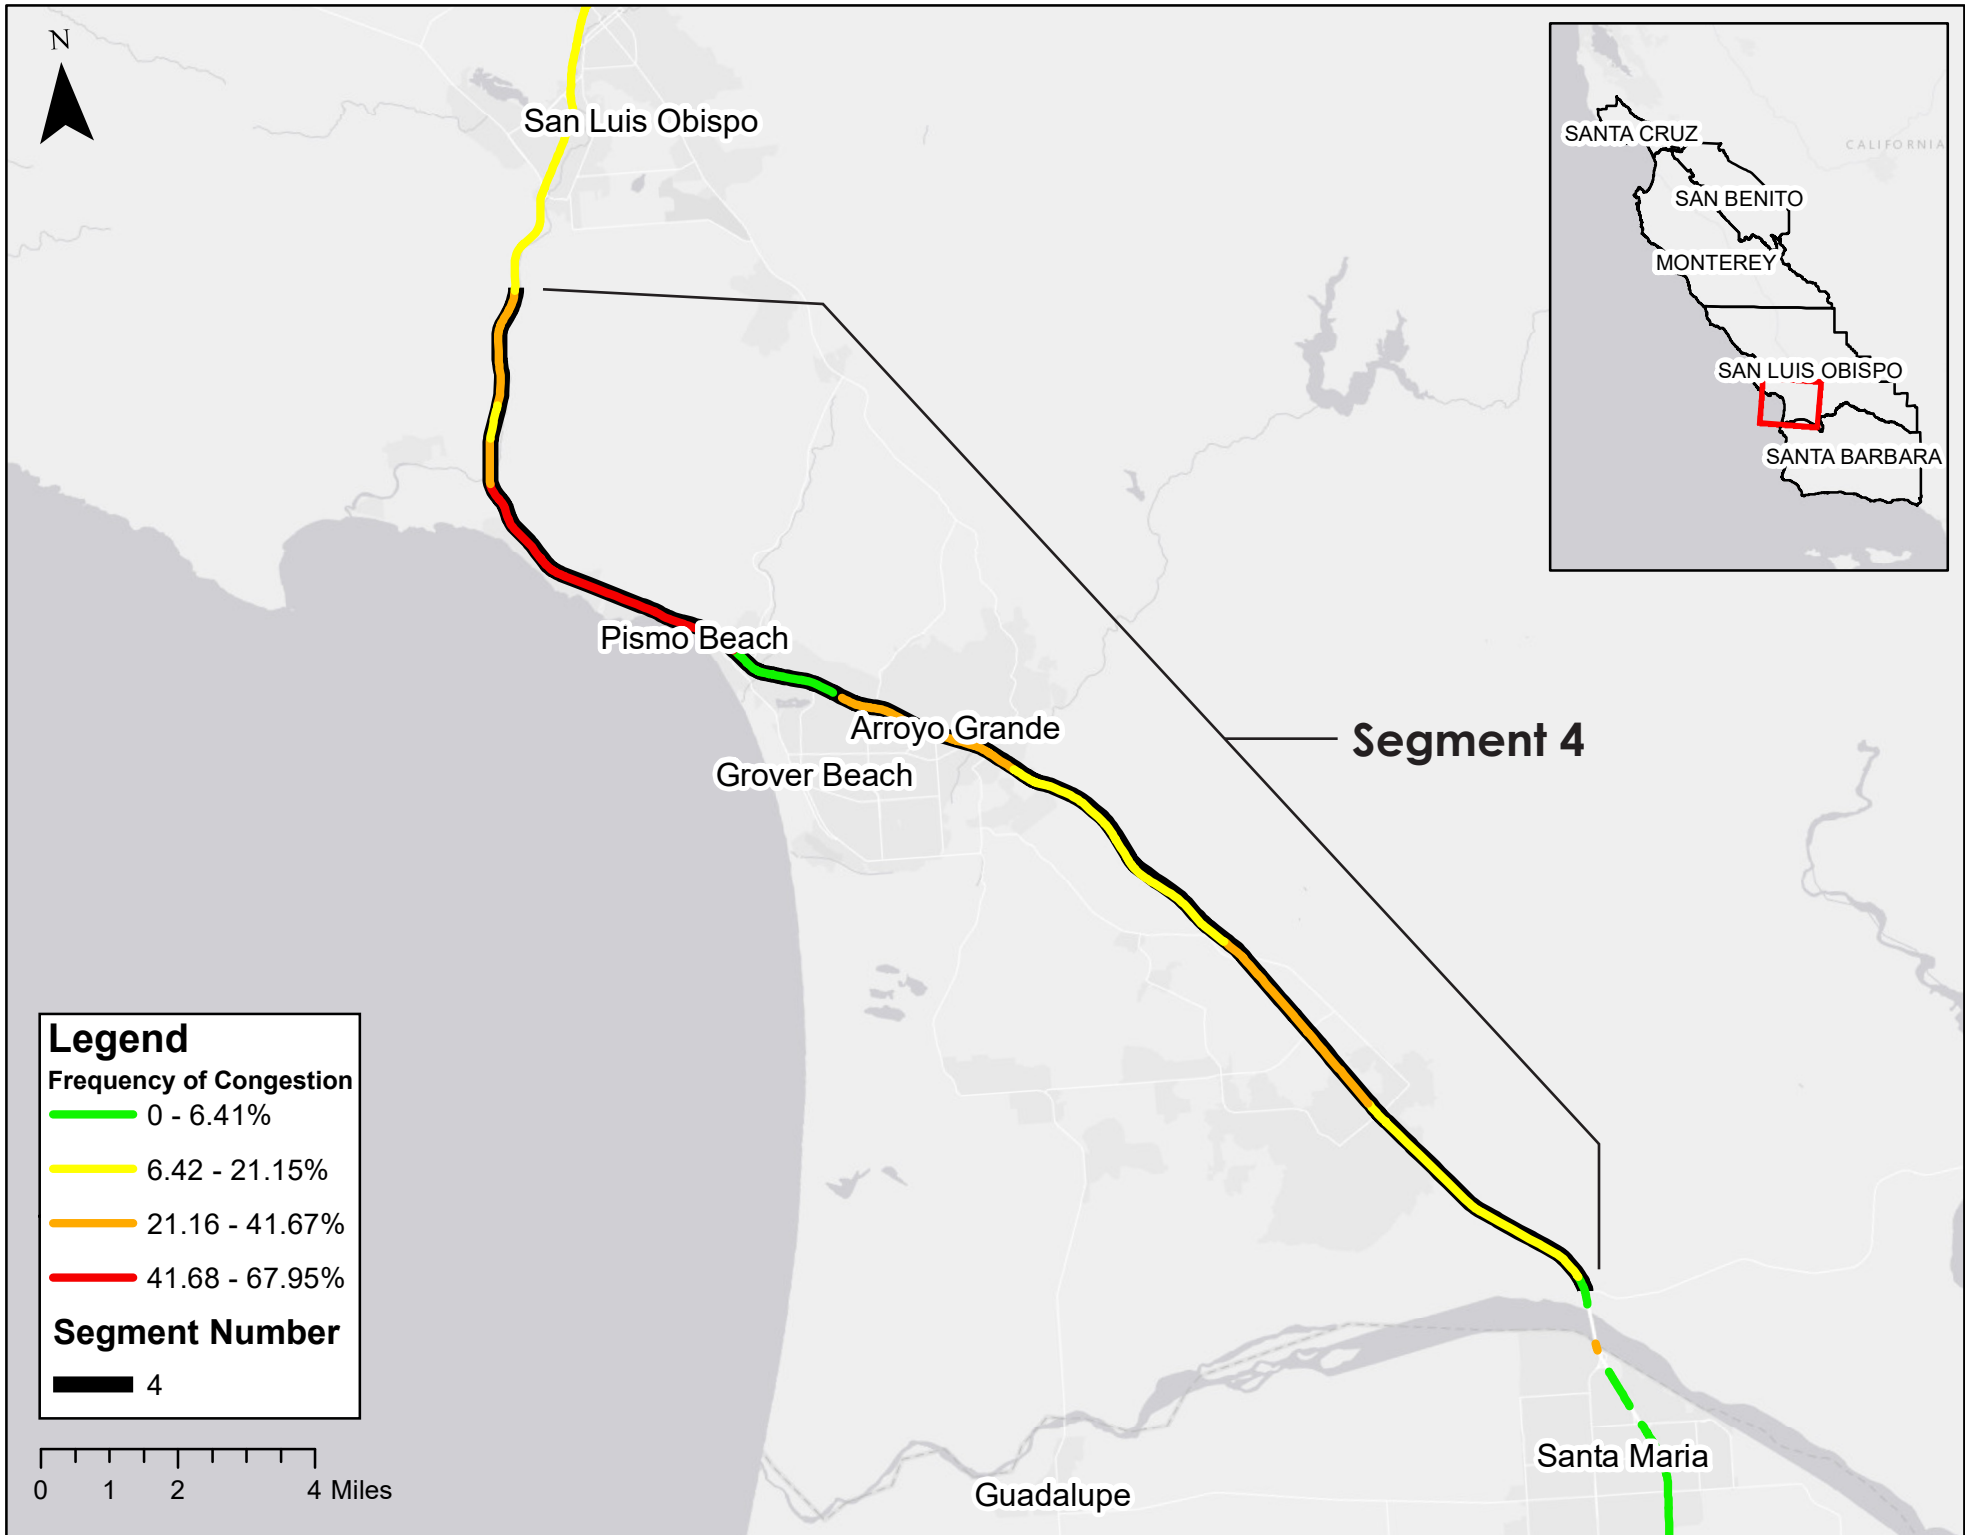 N
San Luis Obispo
Pismo Beach
Arroyo Grande
Grover Beach
Segment 4
Santa Maria
Guadalupe
SANTA CRUZ
CALIFORNIA
SAN BENITO
MONTEREY
SAN LUIS OBISPO
SANTA BARBARA
Legend
Frequency of Congestion
0 - 6.41%
6.42 - 21.15%
21.16 - 41.67%
41.68 - 67.95%
Segment Number
4
0 1 2 4 Miles